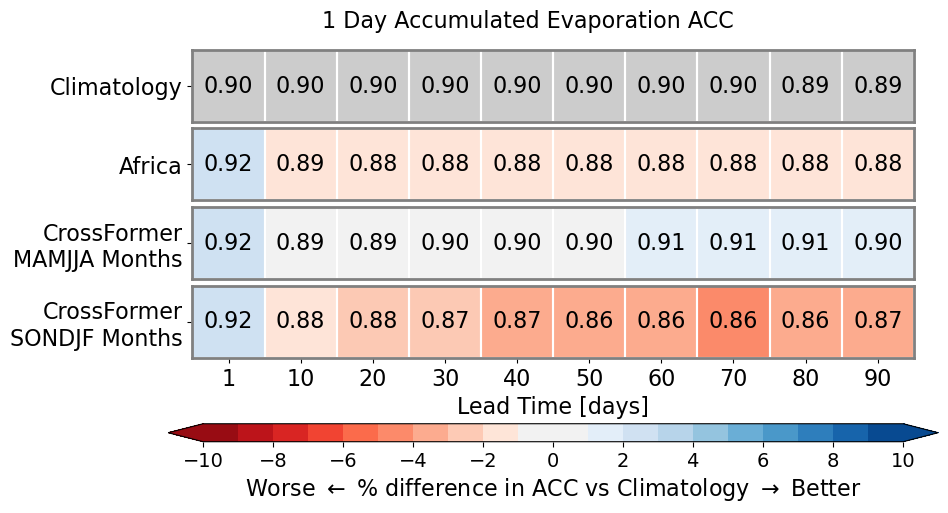 1 Day Accumulated Evaporation ACC
Climatology 0.90 0.90 0.90 0.90 0.90 0.90 0.90 0.90 0.89 0.89
Africa 0.92 0.89 0.88 0.88 0.88 0.88 0.88 0.88 0.88 0.88
CrossFormer
MAMJJA Months 0.92 0.89 0.89 0.90 0.90 0.90 0.91 0.91 0.91 0.90
CrossFormer
SONDJF Months 0.92 0.88 0.88 0.87 0.87 0.86 0.86 0.86 0.86 0.87
1 10 20 30 40 50 60 70 80 90
Lead Time [days]
−10 −8 −6 −4 −2 0 2 4 6 8 10
Worse ← % difference in ACC vs Climatology → Better